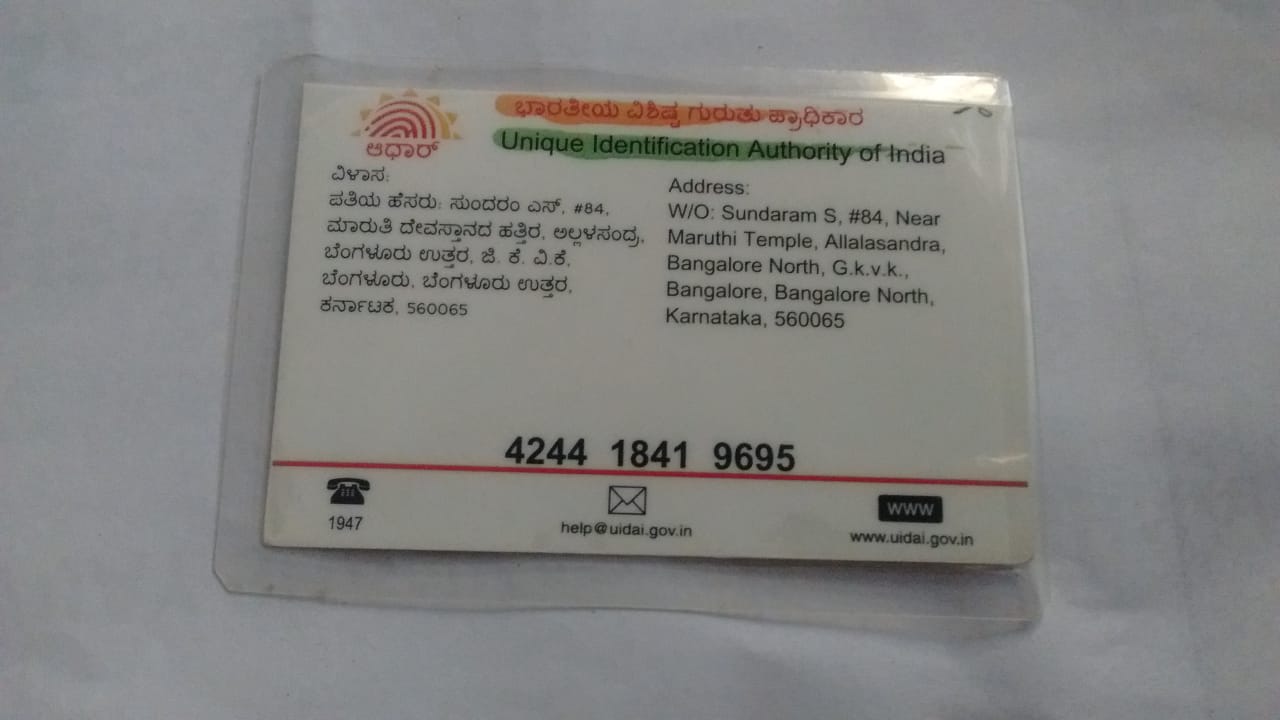 ಭಾರತೀಯ ವಿಶಿಷ್ಟ ಗುರುತು ಪ್ರಾಧಿಕಾರ
Unique Identification Authority of India
ಆಧಾರ್
ವಿಳಾಸ:
ಪತಿಯ ಹೆಸರು: ಸುಂದರಂ ಎಸ್, #84,
ಮಾರುತಿ ದೇವಸ್ತಾನದ ಹತ್ತಿರ, ಅಲ್ಲಳಸಂದ್ರ,
ಬೆಂಗಳೂರು ಉತ್ತರ, ಜಿ. ಕೆ. ವಿ.ಕೆ,
ಬೆಂಗಳೂರು, ಬೆಂಗಳೂರು ಉತ್ತರ,
ಕರ್ನಾಟಕ, 560065
Address:
W/O: Sundaram S, #84, Near
Maruthi Temple, Allalasandra,
Bangalore North, G.k.v.k.,
Bangalore, Bangalore North,
Karnataka, 560065
4244 1841 9695
1947
help@uidai.gov.in
WWW
www.uidai.gov.in